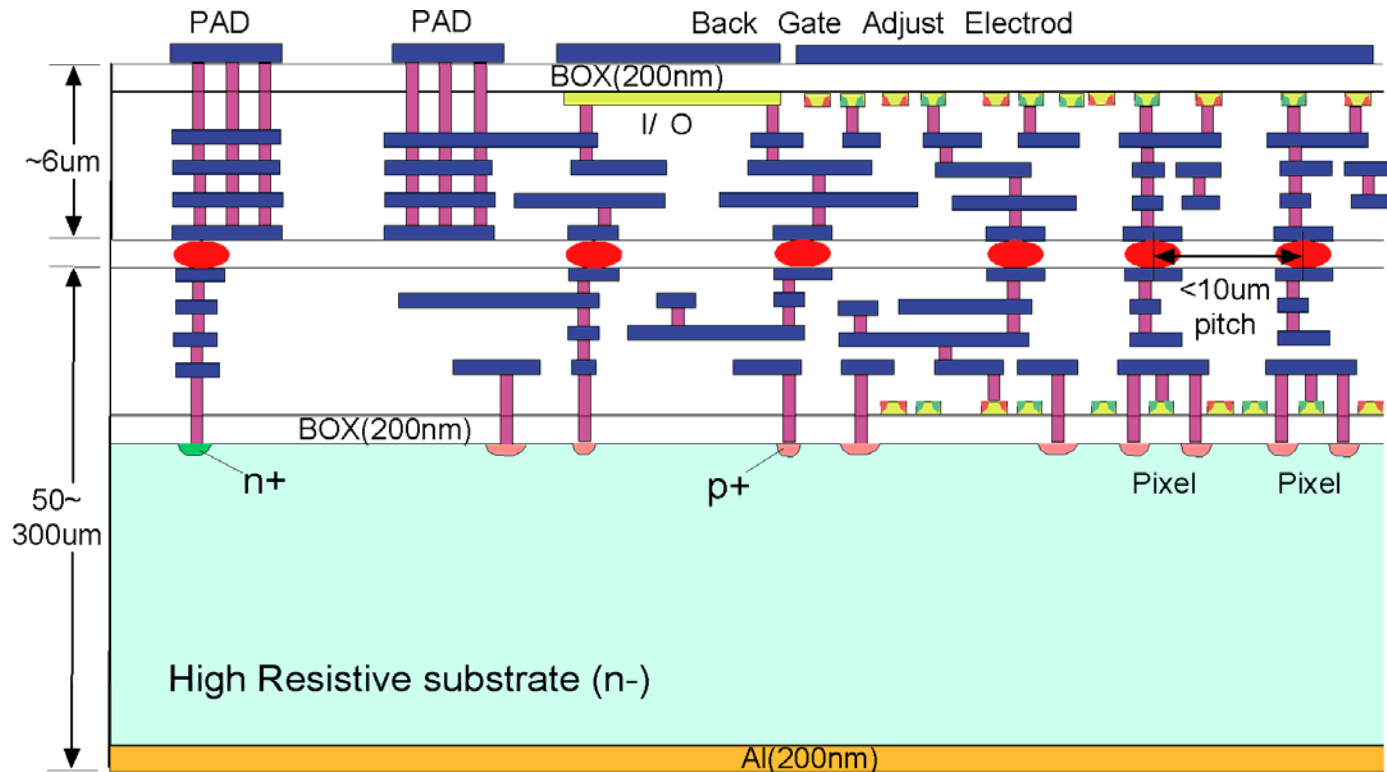 PAD
PAD
Back Gate Adjust Electrod
BOX(200nm)
I/ O
~6um
<10um
pitch
BOX(200nm)
n+
p+
Pixel
Pixel
50~
300um
High Resistive substrate (n-)
Al(200nm)